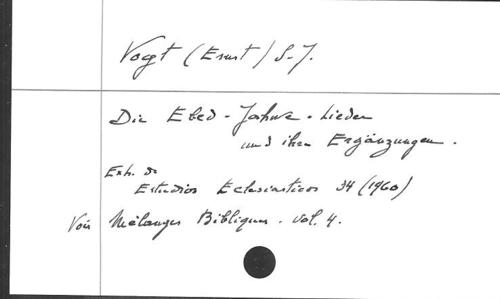 Vogt (Ernst) S.J.
Die Ebed-Jahwe-Lieder
und ihre Ergänzungen.
Extr. de
Estudios Eclesiasticos 34 (1960)
Voir Mélanges Bibliques. vol. 4.